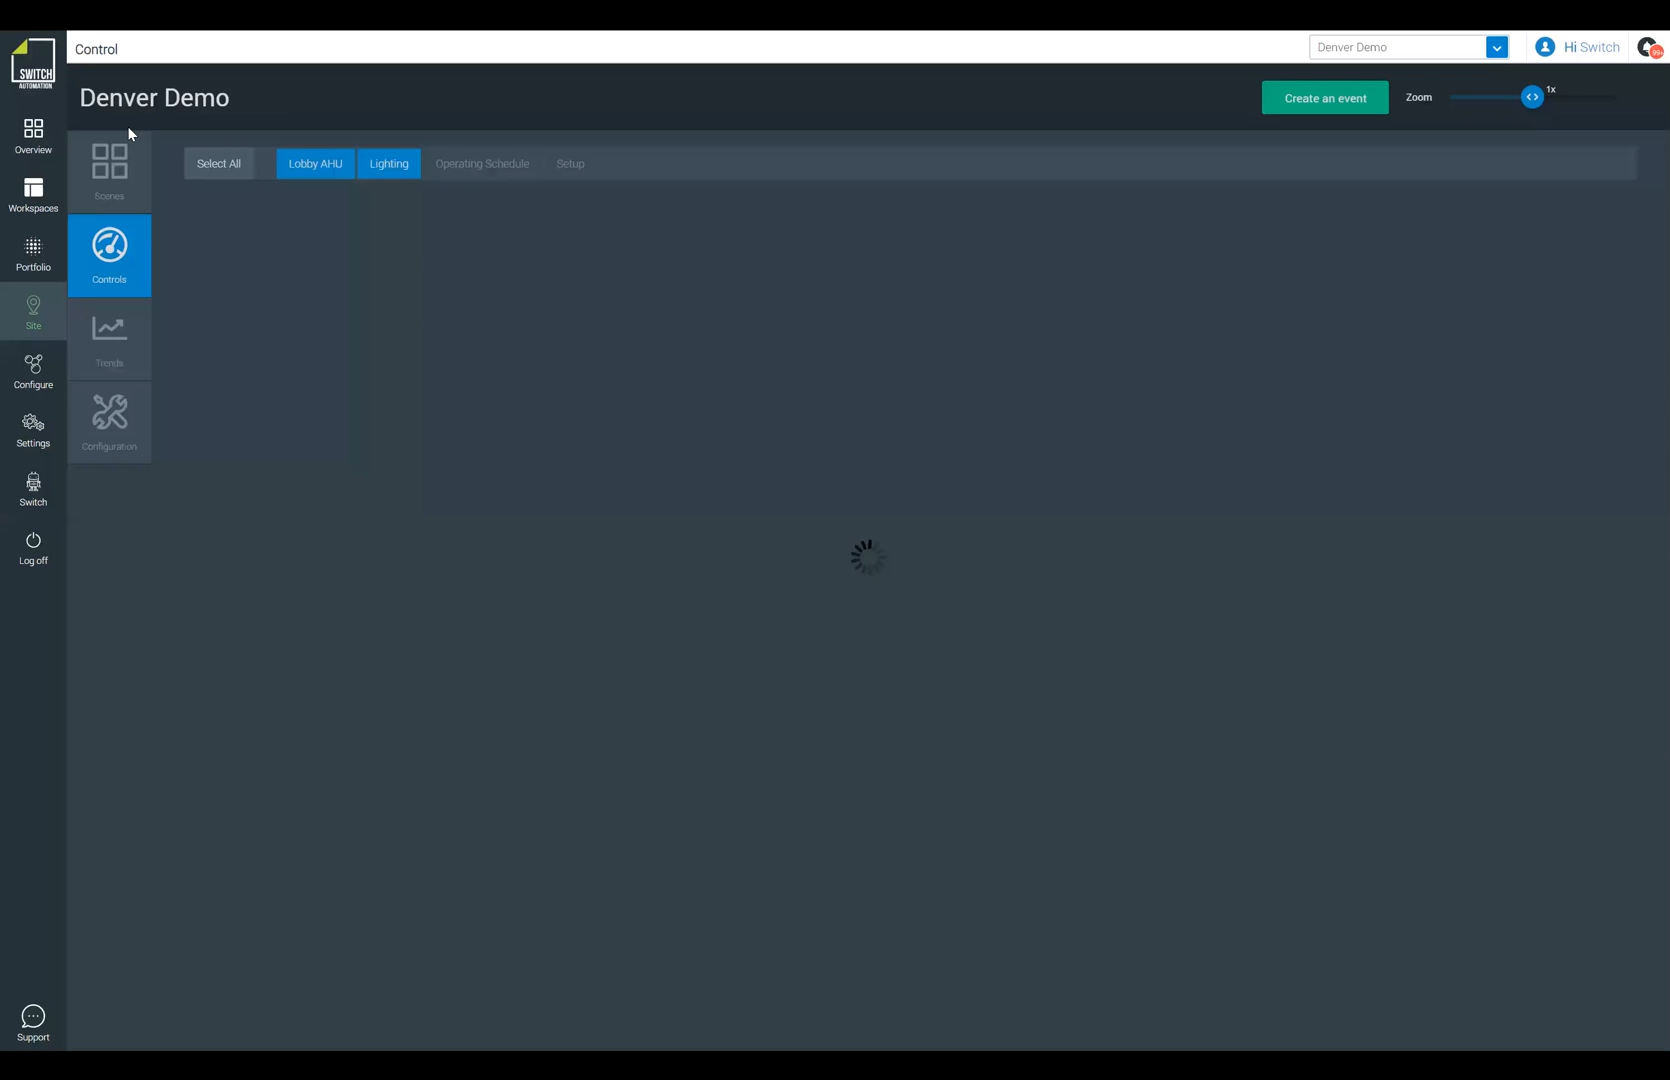 SWITCH
AUTOMATION
Control
Denver Demo
Hi Switch
99+
Denver Demo
Create an event
Zoom
1x
Overview
Workspaces
Portfolio
Site
Configure
Settings
Switch
Log off
Support
Scenes
Controls
Trends
Configuration
Select All
Lobby AHU
Lighting
Operating Schedule
Setup